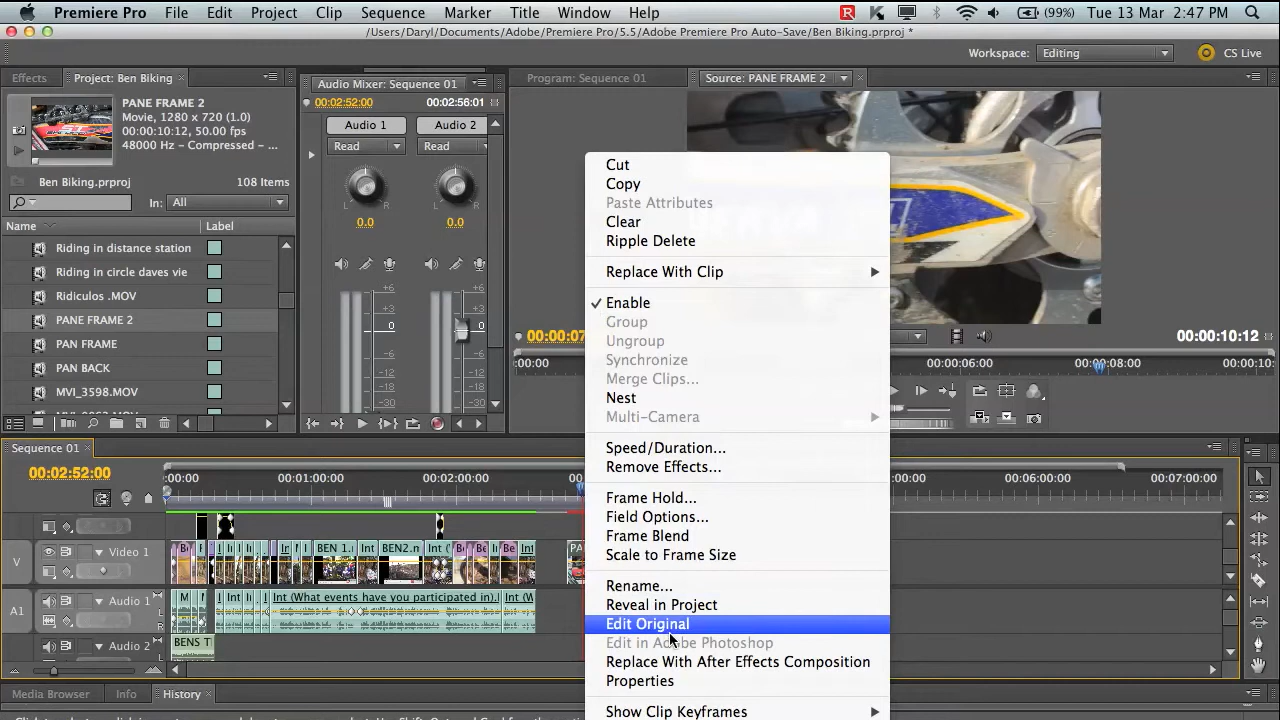 Premiere Pro File Edit Project Clip Sequence Marker Title Window Help (99%) Tue 13 Mar 2:47 PM
/Users/Daryl/Documents/Adobe/Premiere Pro/5.5/Adobe Premiere Pro Auto-Save/Ben Biking.prproj *
Workspace: Editing CS Live
Effects Project: Ben Biking Audio Mixer: Sequence 01 Program: Sequence 01 Source: PANE FRAME 2
PANE FRAME 2
Movie, 1280 x 720 (1.0)
00:00:10:12, 50.00 fps
48000 Hz - Compressed - ...
00:02:52:00 00:02:56:01
Audio 1 Audio 2
Read Read
L R L R
0.0 0.0
Ben Biking.prproj 108 Items
In: All
Name Label
Riding in distance station
Riding in circle daves vie
Ridiculos .MOV
PANE FRAME 2
PAN FRAME
PAN BACK
MVI_3598.MOV
+6 +6
+3 +3
0 0
-6 -6
-12 -12
-18 -18
-30 -30
Cut
Copy
Paste Attributes
Clear
Ripple Delete
Replace With Clip
Enable
Group
Ungroup
Synchronize
Merge Clips...
Nest
Multi-Camera
Speed/Duration...
Remove Effects...
Frame Hold...
Field Options...
Frame Blend
Scale to Frame Size
Rename...
Reveal in Project
Edit Original
Edit in Adobe Photoshop
Replace With After Effects Composition
Properties
Show Clip Keyframes
00:00:07 00:00:10:12
:00:00 00:00:06:00 00:00:08:00 00:00:10:
Sequence 01
00:02:52:00
:00:00 00:01:00:00 00:02:00:00 00:00 00:06:00:00 00:07:00:00
V Video 1 BEN 1. Int BEN2.n Int ( Be Be Be Int PA
A1 Audio 1 M M Int Int Int (What events have you participated in). Int (W
Audio 2 BENS T
Media Browser Info History